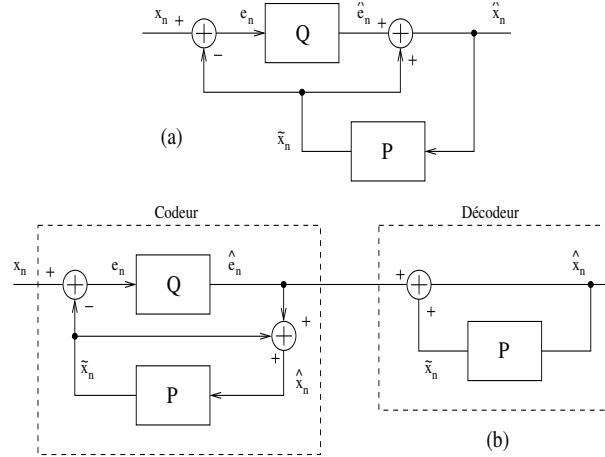 xn + en Q ên + x̂n
− +
(a) x̃n P
Codeur Décodeur
xn + en Q ên + x̂n
− + +
+
x̃n P x̂n x̃n P
(b)